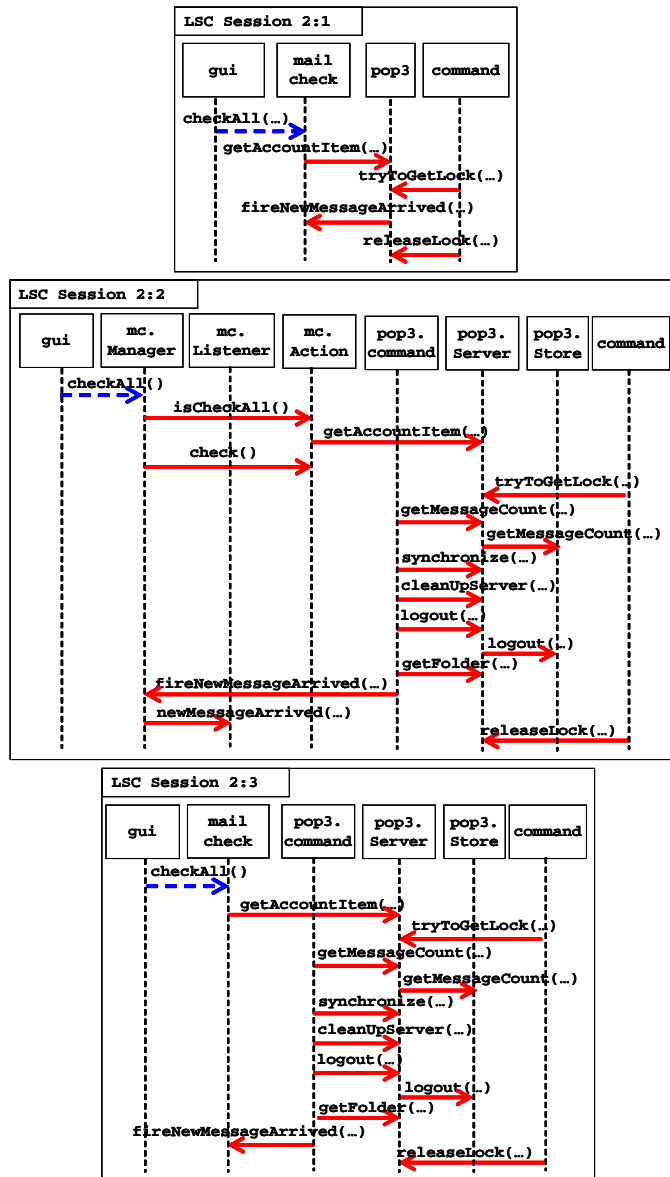 LSC Session 2:1
gui
mail
check
pop3
command
checkAll(…)
getAccountItem(…)
tryToGetLock(…)
fireNewMessageArrived(…)
releaseLock(…)
LSC Session 2:2
gui
mc.
Manager
mc.
Listener
mc.
Action
pop3.
command
pop3.
Server
pop3.
Store
command
checkAll()
isCheckAll()
getAccountItem(…)
check()
tryToGetLock(…)
getMessageCount(…)
getMessageCount(…)
synchronize(…)
cleanUpServer(…)
logout(…)
logout(…)
getFolder(…)
fireNewMessageArrived(…)
newMessageArrived(…)
releaseLock(…)
LSC Session 2:3
gui
mail
check
pop3.
command
pop3.
Server
pop3.
Store
command
checkAll()
getAccountItem(…)
tryToGetLock(…)
getMessageCount(…)
getMessageCount(…)
synchronize(…)
cleanUpServer(…)
logout(…)
logout(…)
getFolder(…)
fireNewMessageArrived(…)
releaseLock(…)